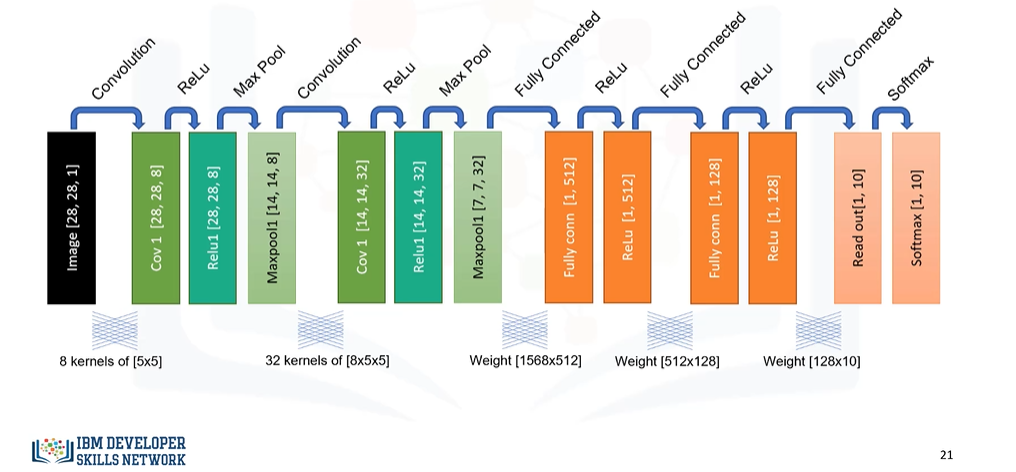 Convolution
ReLu
Max Pool
Convolution
ReLu
Max Pool
Fully Connected
ReLu
Fully Connected
ReLu
Fully Connected
Softmax
Image [28, 28, 1]
Cov 1 [28, 28, 8]
Relu1 [28, 28, 8]
Maxpool1 [14, 14, 8]
Cov 1 [14, 14, 32]
Relu1 [14, 14, 32]
Maxpool1 [7, 7, 32]
Fully conn [1, 512]
ReLu [1, 512]
Fully conn [1, 128]
ReLu [1, 128]
Read out[1, 10]
Softmax [1, 10]
8 kernels of [5x5]
32 kernels of [8x5x5]
Weight [1568x512]
Weight [512x128]
Weight [128x10]
IBM DEVELOPER
SKILLS NETWORK
21